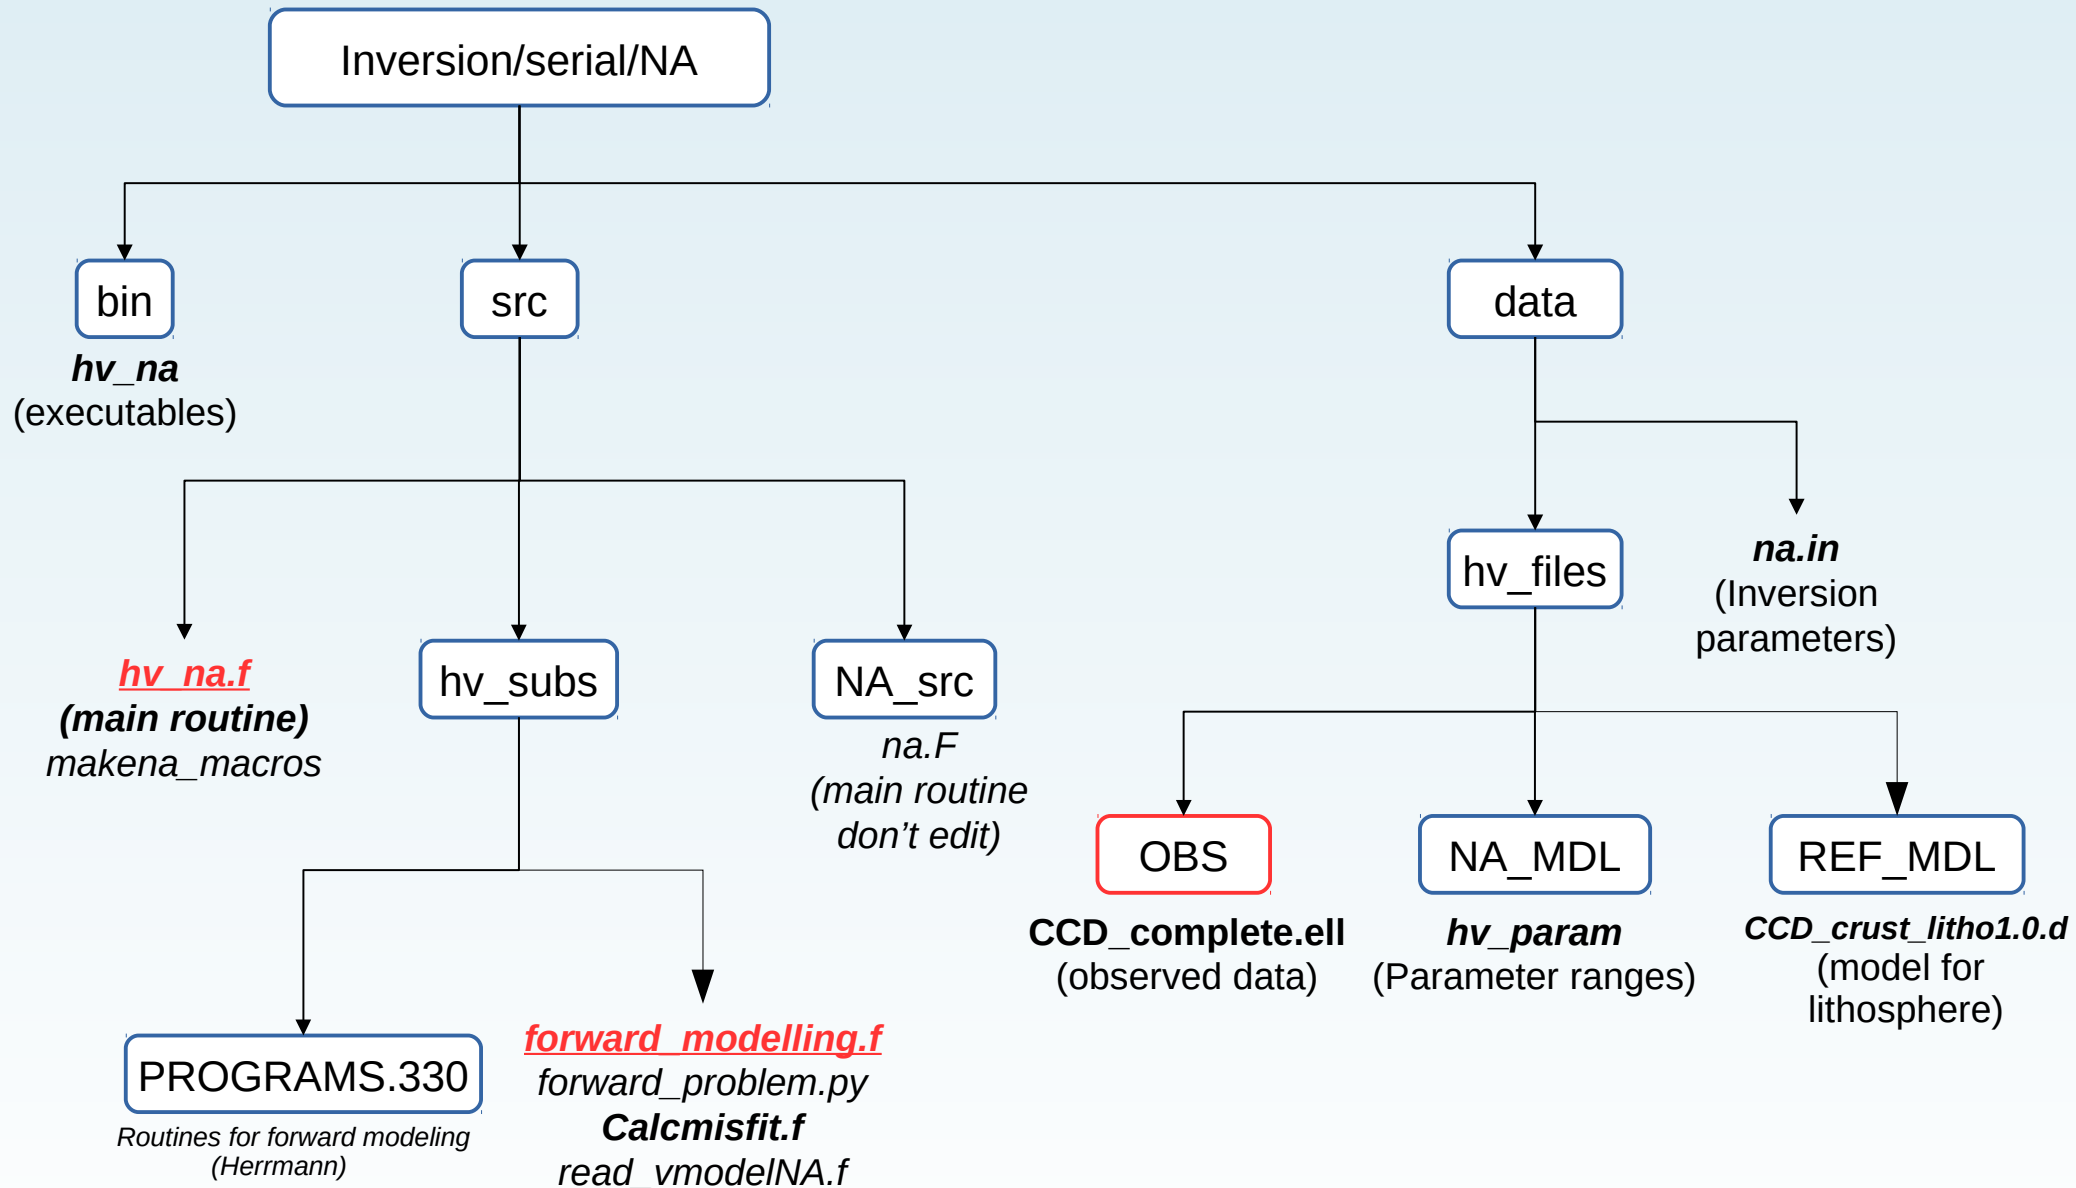 Inversion/serial/NA
bin
src
data
hv_na
(executables)
hv_files
na.in
(Inversion
parameters)
hv_na.f
(main routine)
makena_macros
hv_subs
NA_src
na.F
(main routine
don’t edit)
OBS
NA_MDL
REF_MDL
CCD_complete.ell
(observed data)
hv_param
(Parameter ranges)
CCD_crust_litho1.0.d
(model for
lithosphere)
PROGRAMS.330
Routines for forward modeling
(Herrmann)
forward_modelling.f
forward_problem.py
Calcmisfit.f
read_vmodelNA.f